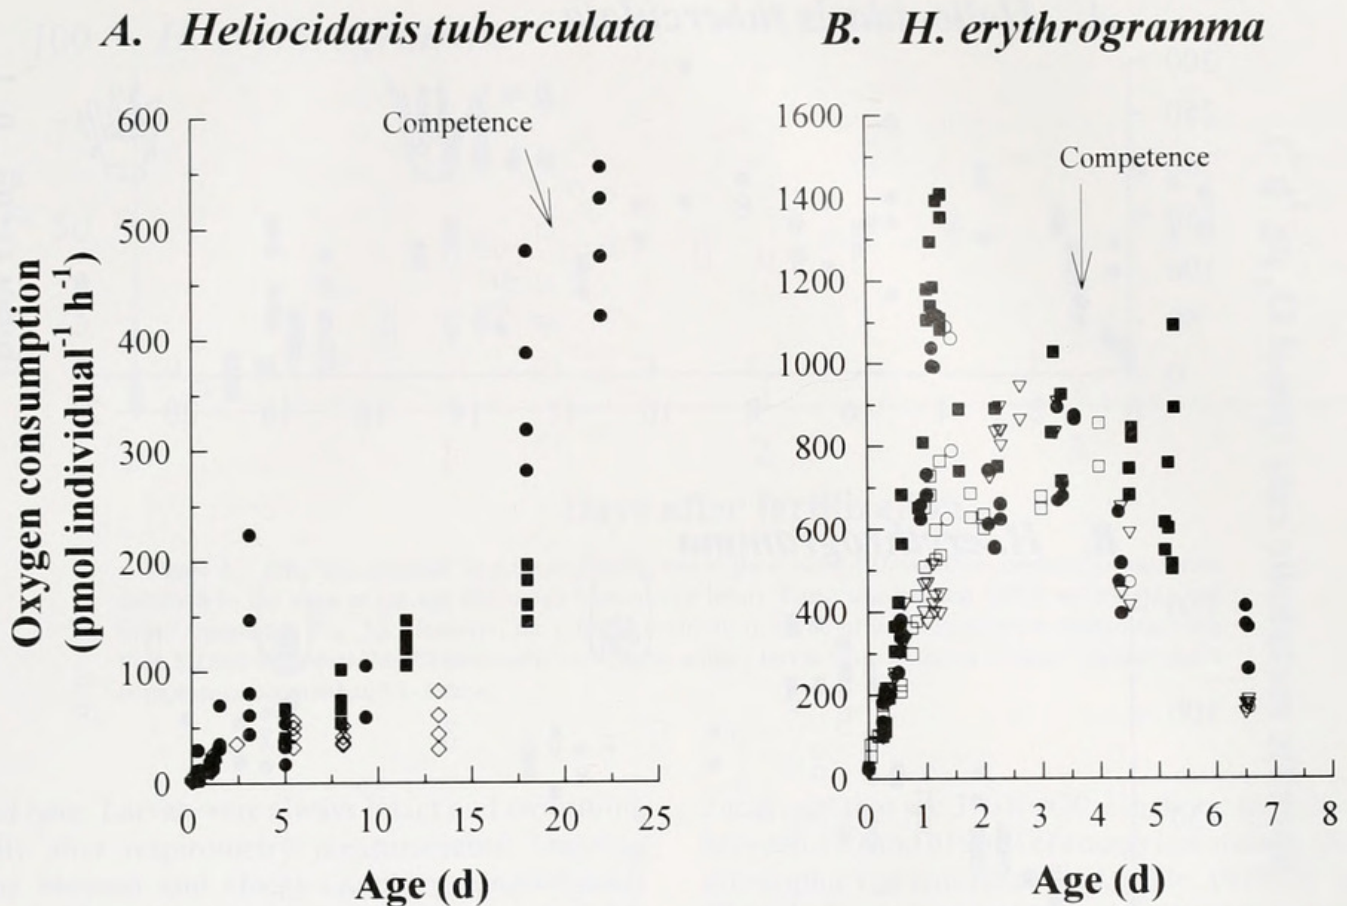 A. Heliocidaris tuberculata
B. H. erythrogramma
Oxygen consumption
(pmol individual⁻¹ h⁻¹)
600
500
400
300
200
100
0
Competence
0 5 10 15 20 25
Age (d)
1600
1400
1200
1000
800
600
400
200
0
Competence
0 1 2 3 4 5 6 7 8
Age (d)